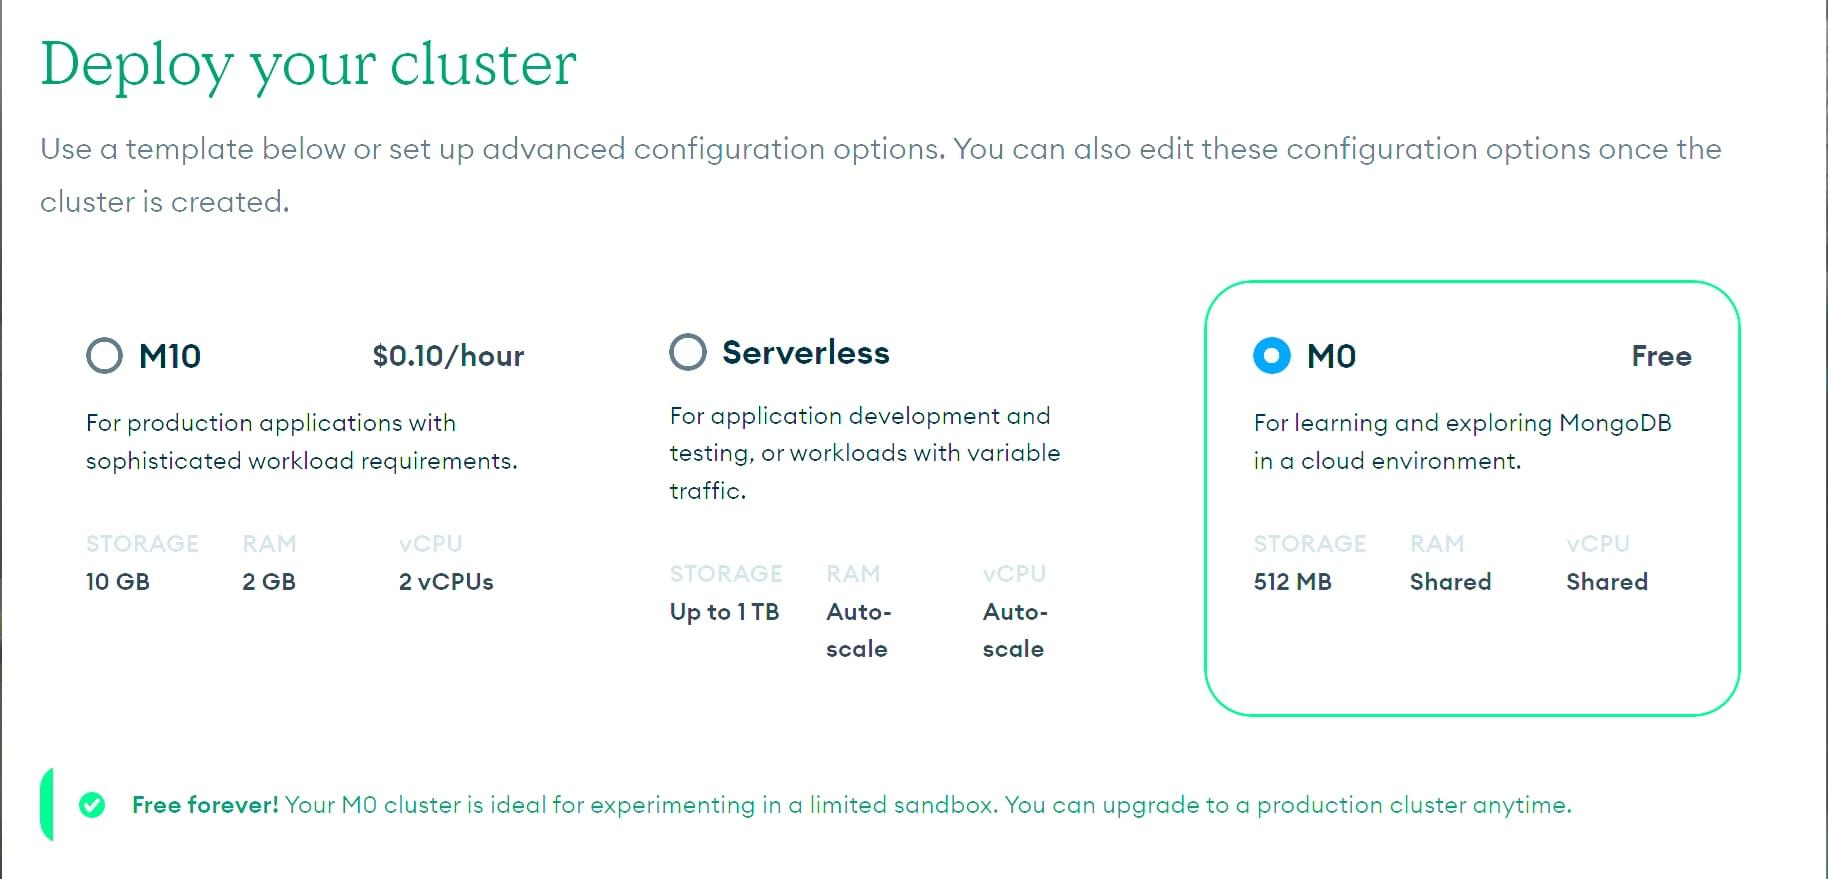 Deploy your cluster
Use a template below or set up advanced configuration options. You can also edit these configuration options once the
cluster is created.
M10 $0.10/hour
For production applications with
sophisticated workload requirements.
STORAGE RAM vCPU
10 GB 2 GB 2 vCPUs
Serverless
For application development and
testing, or workloads with variable
traffic.
STORAGE RAM vCPU
Up to 1 TB Auto- Auto-
scale scale
M0 Free
For learning and exploring MongoDB
in a cloud environment.
STORAGE RAM vCPU
512 MB Shared Shared
Free forever! Your M0 cluster is ideal for experimenting in a limited sandbox. You can upgrade to a production cluster anytime.